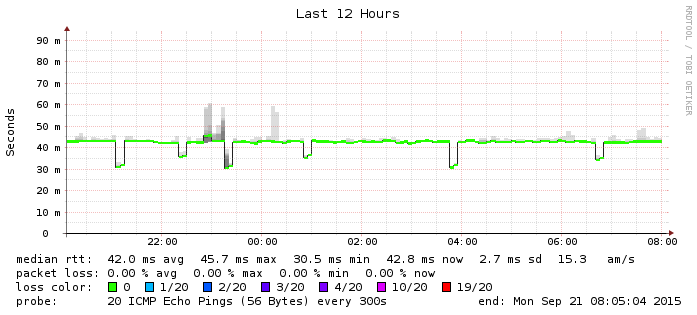 Last 12 Hours
RRDTOOL / TOBI OETIKER
Seconds
90 m
80 m
70 m
60 m
50 m
40 m
30 m
20 m
10 m
0
22:00 00:00 02:00 04:00 06:00 08:00
median rtt: 42.0 ms avg 45.7 ms max 30.5 ms min 42.8 ms now 2.7 ms sd 15.3 am/s
packet loss: 0.00 % avg 0.00 % max 0.00 % min 0.00 % now
loss color: 0 1/20 2/20 3/20 4/20 10/20 19/20
probe: 20 ICMP Echo Pings (56 Bytes) every 300s end: Mon Sep 21 08:05:04 2015